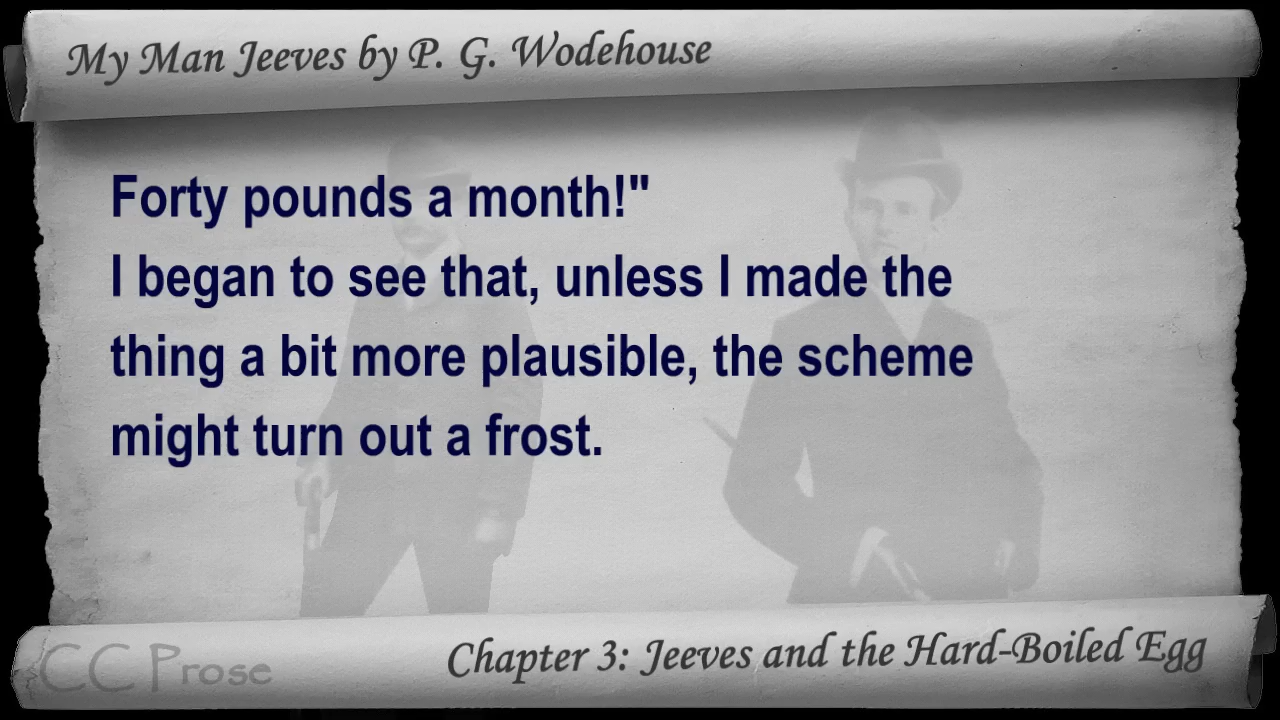 My Man Jeeves by P. G. Wodehouse
Forty pounds a month!"
I began to see that, unless I made the
thing a bit more plausible, the scheme
might turn out a frost.
CC Prose
Chapter 3: Jeeves and the Hard-Boiled Egg